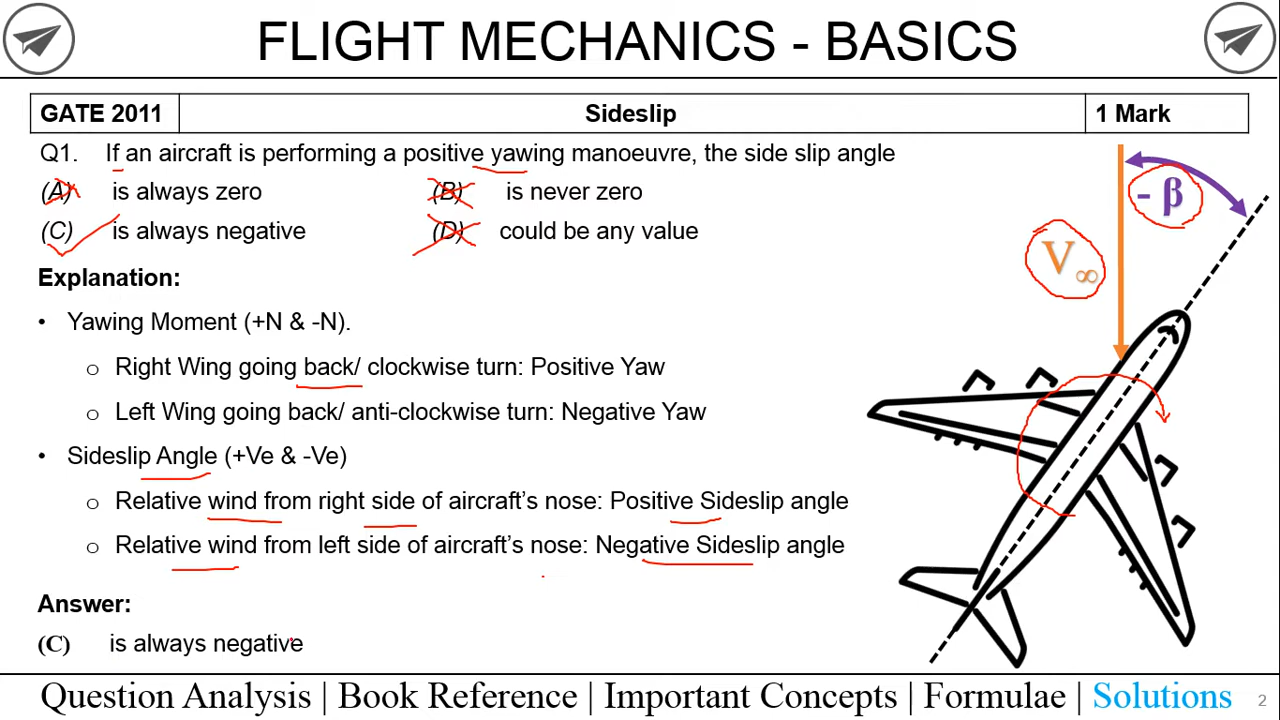 FLIGHT MECHANICS - BASICS
GATE 2011 Sideslip 1 Mark
Q1. If an aircraft is performing a positive yawing manoeuvre, the side slip angle
(A) is always zero (B) is never zero
(C) is always negative (D) could be any value
- β
V∞
Explanation:
• Yawing Moment (+N & -N).
o Right Wing going back/ clockwise turn: Positive Yaw
o Left Wing going back/ anti-clockwise turn: Negative Yaw
• Sideslip Angle (+Ve & -Ve)
o Relative wind from right side of aircraft’s nose: Positive Sideslip angle
o Relative wind from left side of aircraft’s nose: Negative Sideslip angle
Answer:
(C) is always negative
Question Analysis | Book Reference | Important Concepts | Formulae | Solutions 2